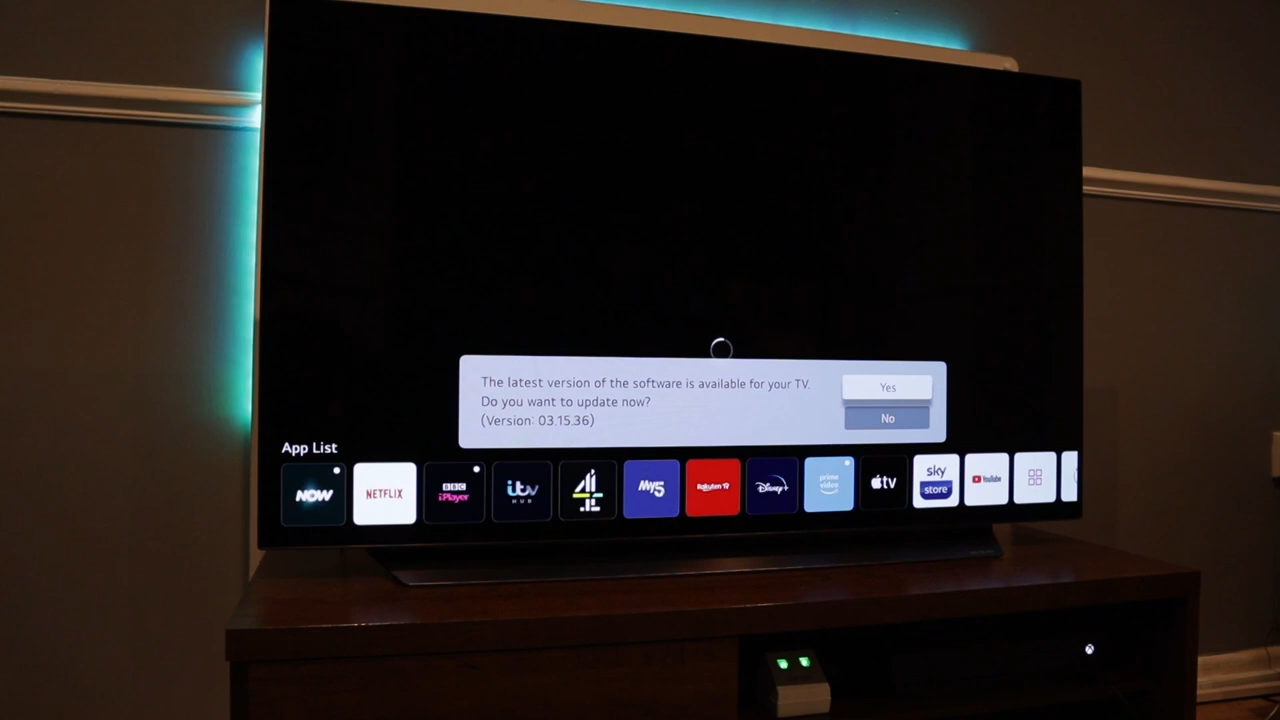 The latest version of the software is available for your TV.
Do you want to update now?
(Version: 03.15.36)
Yes
No
App List
NOW
NETFLIX
BBC
iPlayer
itv
HUB
4
My5
Rakuten TV
Disney+
prime
video
tv
sky
store
YouTube